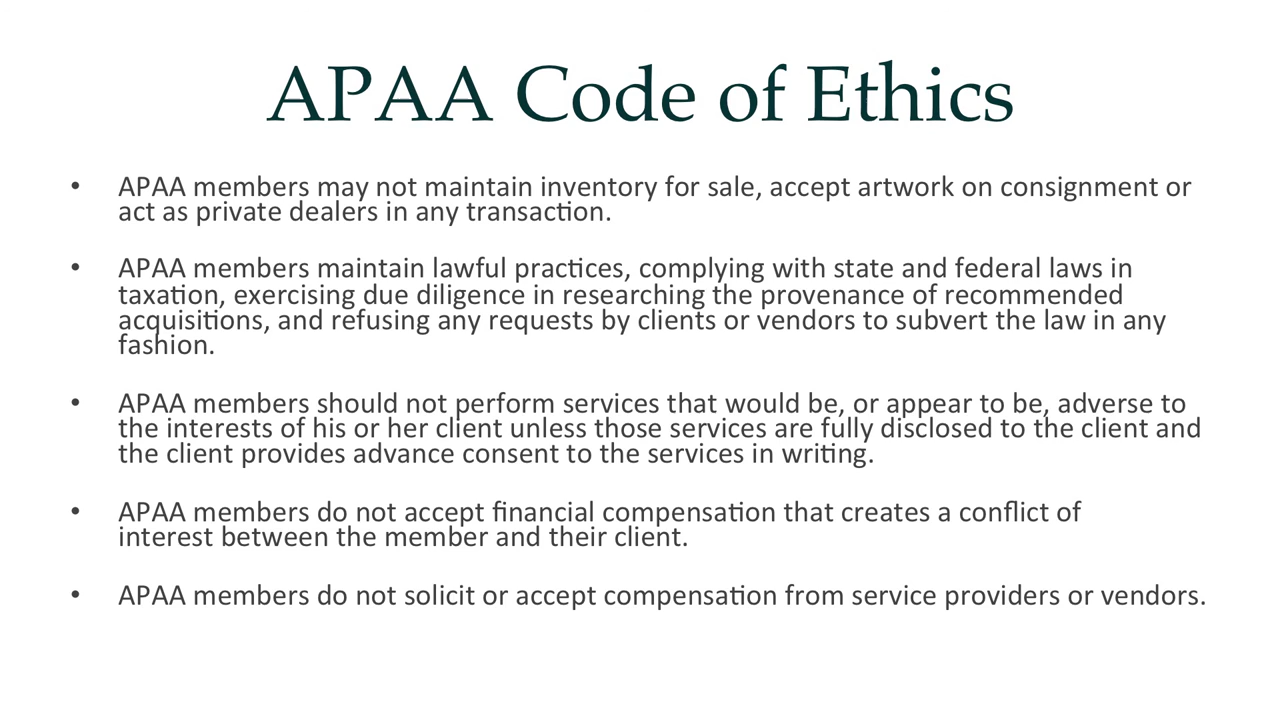 APAA Code of Ethics
• APAA members may not maintain inventory for sale, accept artwork on consignment or
act as private dealers in any transaction.
• APAA members maintain lawful practices, complying with state and federal laws in
taxation, exercising due diligence in researching the provenance of recommended
acquisitions, and refusing any requests by clients or vendors to subvert the law in any
fashion.
• APAA members should not perform services that would be, or appear to be, adverse to
the interests of his or her client unless those services are fully disclosed to the client and
the client provides advance consent to the services in writing.
• APAA members do not accept financial compensation that creates a conflict of
interest between the member and their client.
• APAA members do not solicit or accept compensation from service providers or vendors.